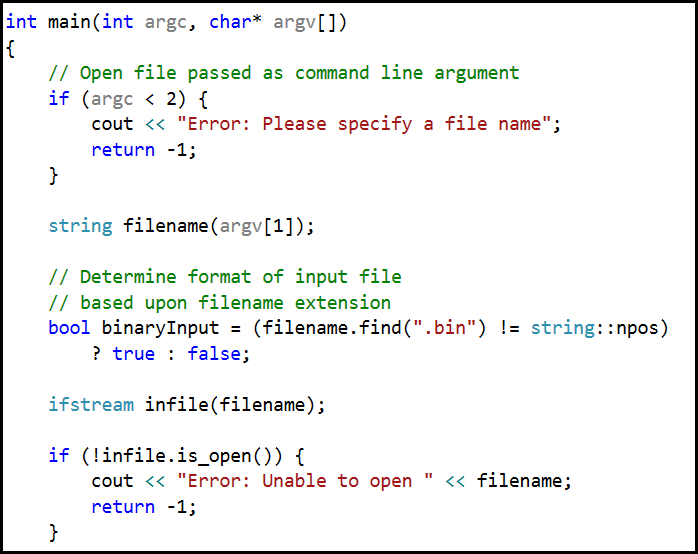 int main(int argc, char* argv[])
{
    // Open file passed as command line argument
    if (argc < 2) {
        cout << "Error: Please specify a file name";
        return -1;
    }

    string filename(argv[1]);

    // Determine format of input file
    // based upon filename extension
    bool binaryInput = (filename.find(".bin") != string::npos)
        ? true : false;

    ifstream infile(filename);

    if (!infile.is_open()) {
        cout << "Error: Unable to open " << filename;
        return -1;
    }